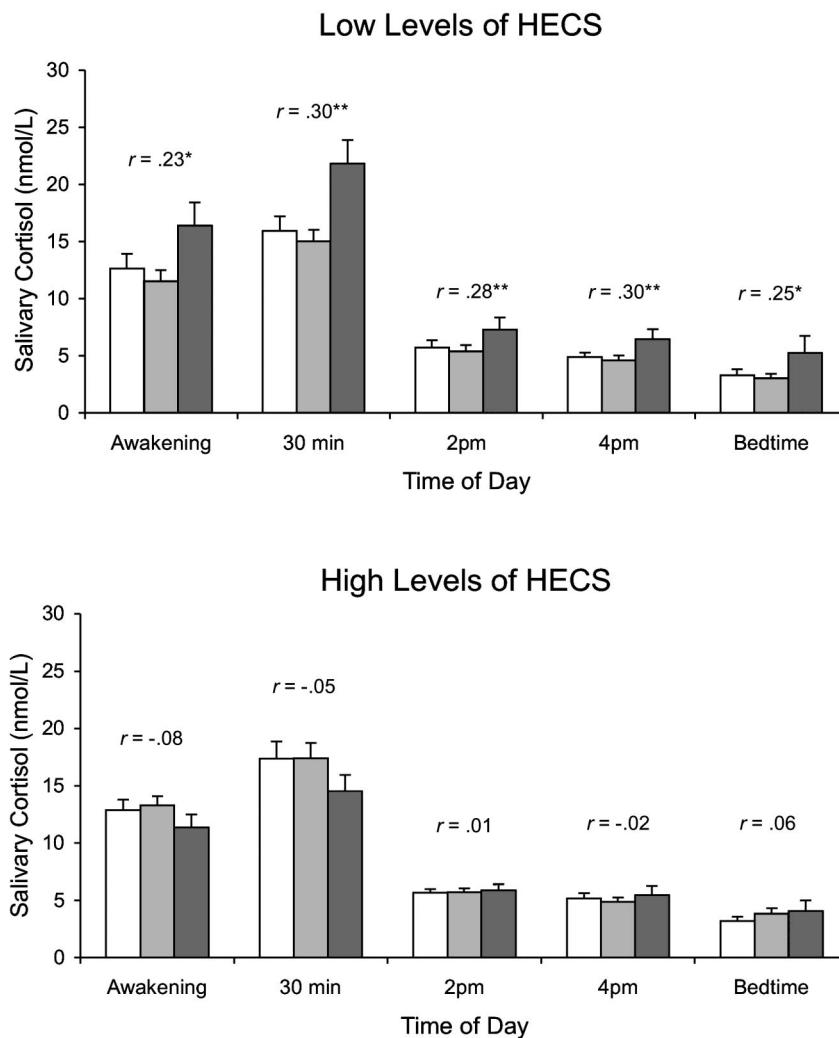 Low Levels of HECS
Salivary Cortisol (nmol/L)
30
25
20
15
10
5
0
r = .23*
r = .30**
r = .28**
r = .30**
r = .25*
Awakening 30 min 2pm 4pm Bedtime
Time of Day
High Levels of HECS
Salivary Cortisol (nmol/L)
30
25
20
15
10
5
0
r = -.08
r = -.05
r = .01
r = -.02
r = .06
Awakening 30 min 2pm 4pm Bedtime
Time of Day